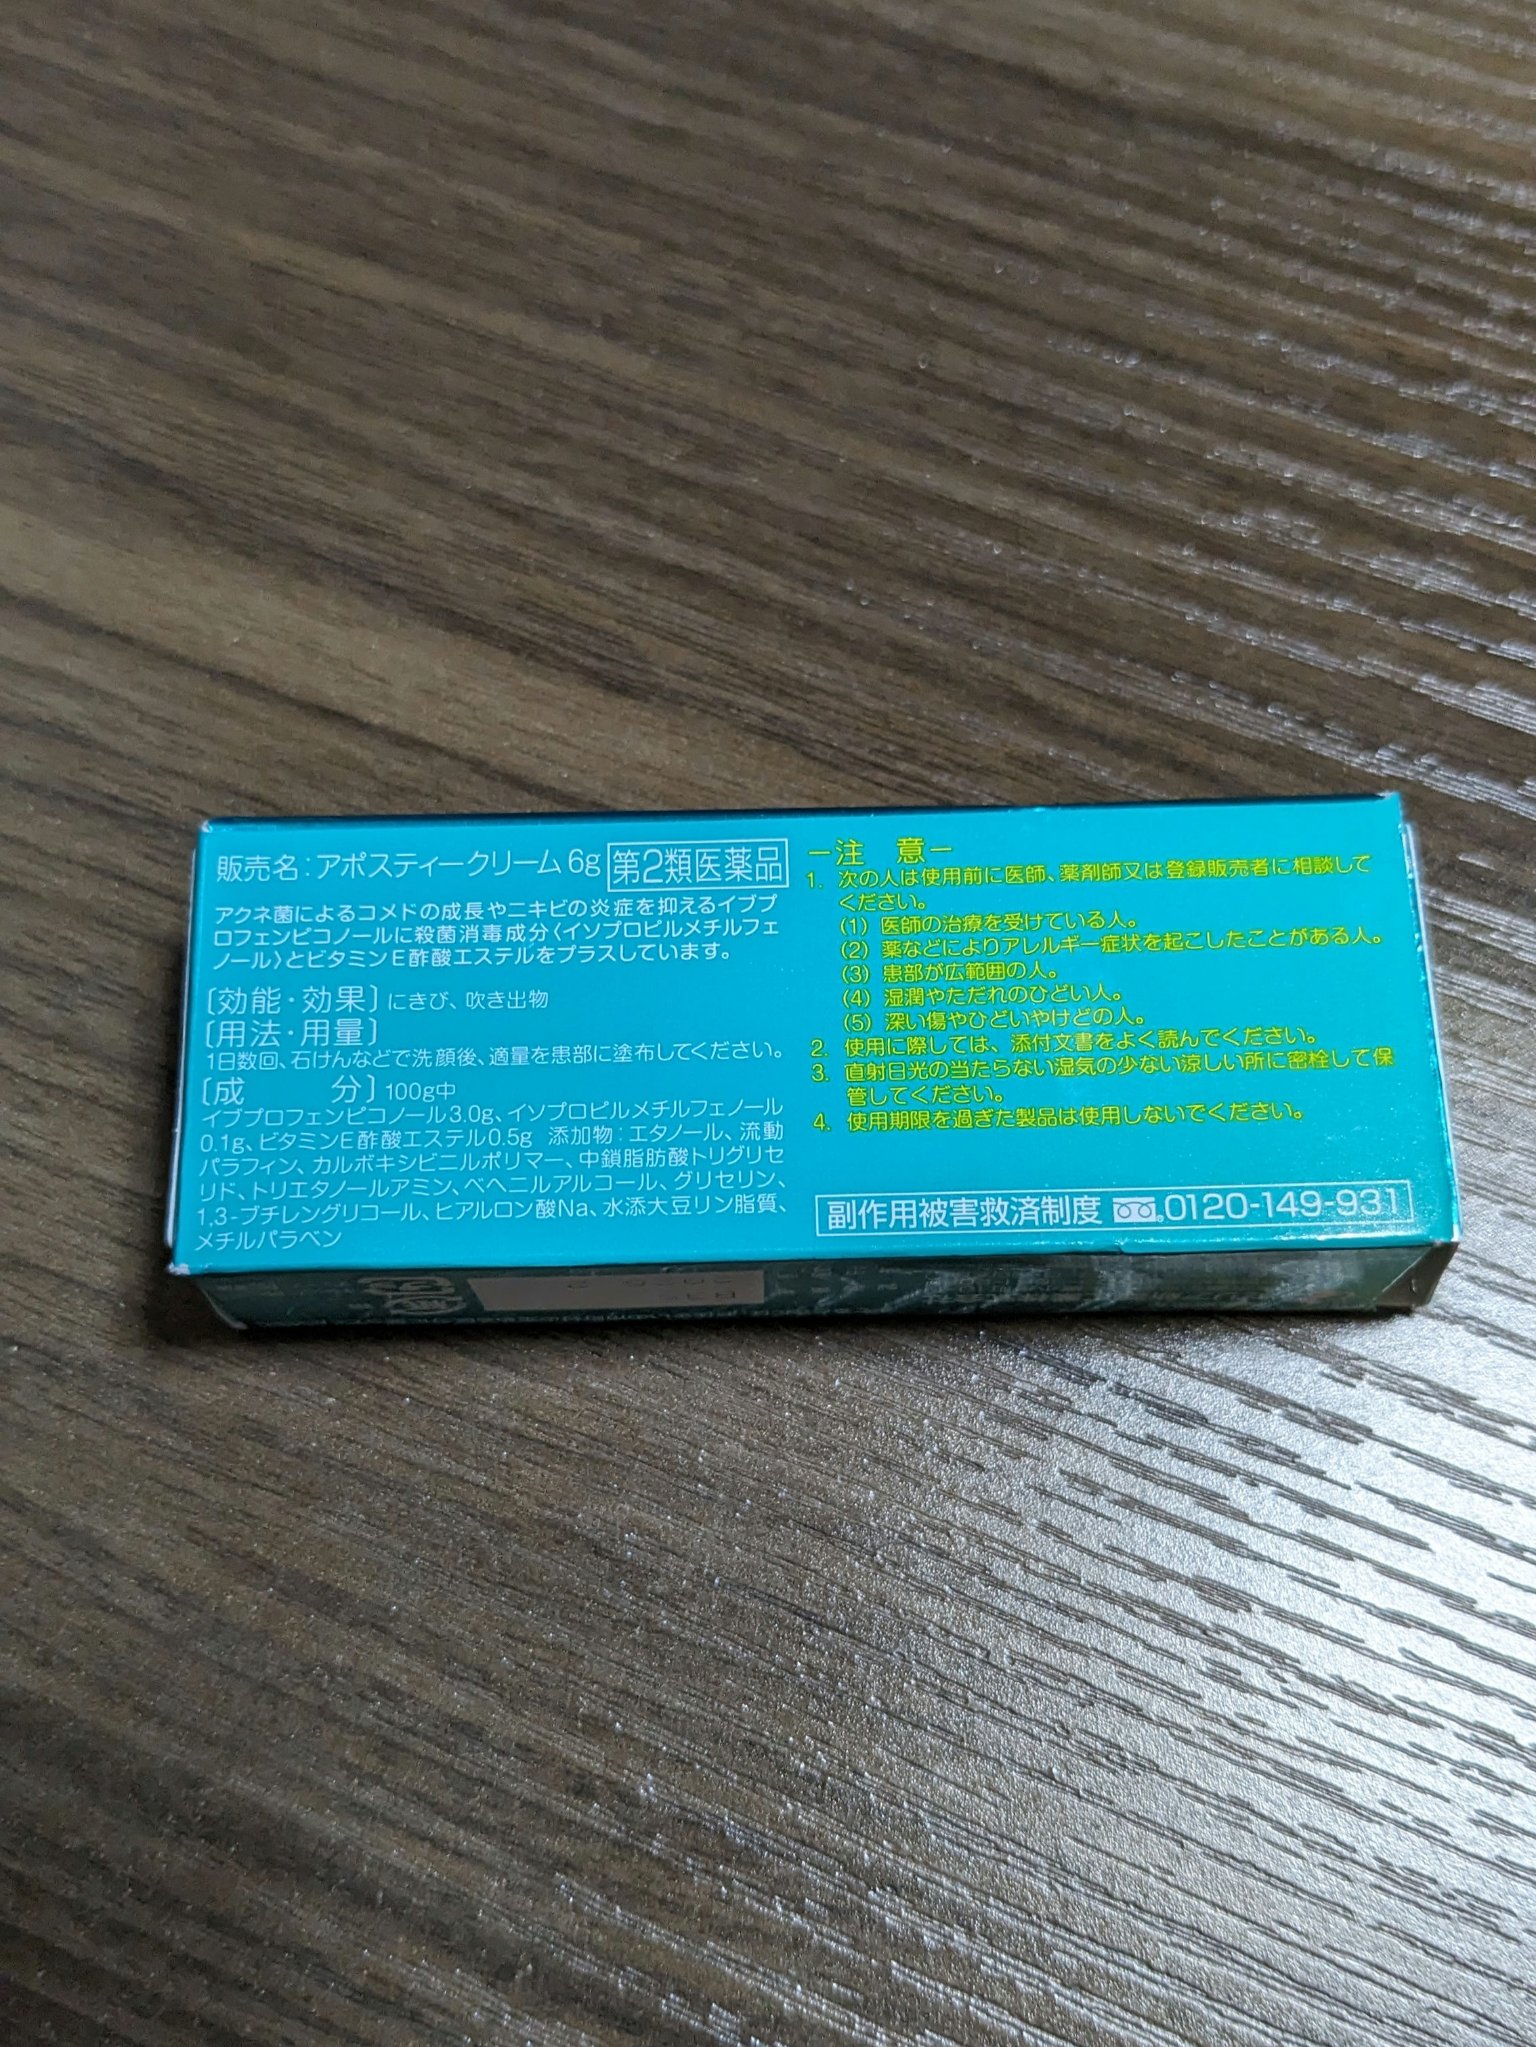 販売名：アポスティークリーム6g 第2類医薬品
アクネ菌によるコメドの成長やニキビの炎症を抑えるイブプ
ロフェンピコノールに殺菌消毒成分〈イソプロピルメチルフェ
ノール〉とビタミンE酢酸エステルをプラスしています。
〔効能・効果〕にきび、吹き出物
〔用法・用量〕
1日数回、石けんなどで洗顔後、適量を患部に塗布してください。
〔成　分〕100g中
イブプロフェンピコノール3.0g、イソプロピルメチルフェノール
0.1g、ビタミンE酢酸エステル0.5g 添加物：エタノール、流動
パラフィン、カルボキシビニルポリマー、中鎖脂肪酸トリグリセ
リド、トリエタノールアミン、ベヘニルアルコール、グリセリン、
1,3-ブチレングリコール、ヒアルロン酸Na、水添大豆リン脂質、
メチルパラベン
ー注　意ー
1. 次の人は使用前に医師、薬剤師又は登録販売者に相談して
ください。
(1) 医師の治療を受けている人。
(2) 薬などによりアレルギー症状を起こしたことがある人。
(3) 患部が広範囲の人。
(4) 湿潤やただれのひどい人。
(5) 深い傷やひどいやけどの人。
2. 使用に際しては、添付文書をよく読んでください。
3. 直射日光の当たらない湿気の少ない涼しい所に密栓して保
管してください。
4. 使用期限を過ぎた製品は使用しないでください。
副作用被害救済制度 0120-149-931